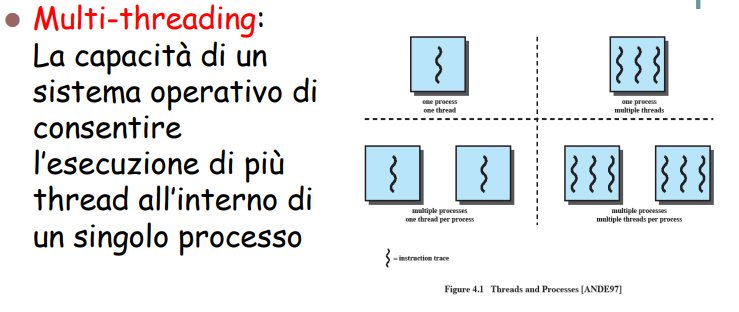 Multi-threading:
La capacità di un
sistema operativo di
consentire
l'esecuzione di più
thread all'interno di
un singolo processo
one process
one thread
one process
multiple threads
multiple processes
one thread per process
multiple processes
multiple threads per process
= instruction trace
Figure 4.1 Threads and Processes [ANDE97]